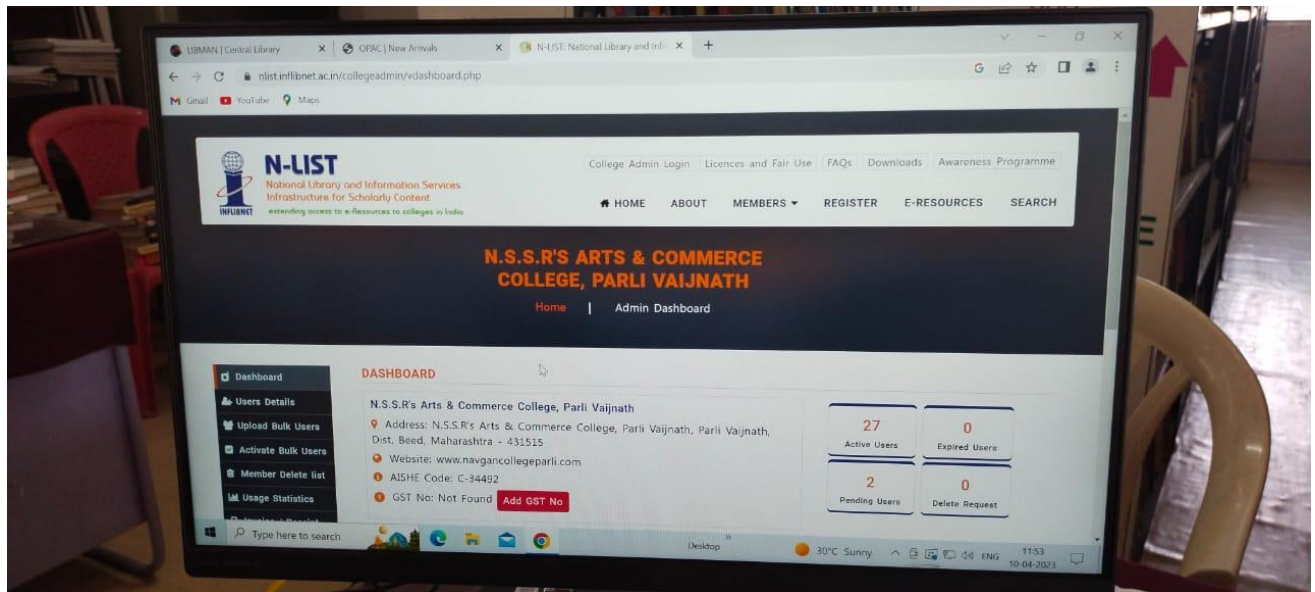 LIBMAN | Central Library
OPAC | New Arrivals
N-LIST: National Library and Inf
nlist.inflibnet.ac.in/collegeadmin/vdashboard.php
Gmail YouTube Maps
N-LIST
National Library and Information Services
Infrastructure for Scholarly Content
extending access to e-Resources to colleges in India
INFLIBNET
College Admin Login Licences and Fair Use FAQs Downloads Awareness Programme
HOME ABOUT MEMBERS REGISTER E-RESOURCES SEARCH
N.S.S.R'S ARTS & COMMERCE
COLLEGE, PARLI VAIJNATH
Home | Admin Dashboard
Dashboard
Users Details
Upload Bulk Users
Activate Bulk Users
Member Delete list
Usage Statistics
DASHBOARD
N.S.S.R's Arts & Commerce College, Parli Vaijnath
Address: N.S.S.R's Arts & Commerce College, Parli Vaijnath, Parli Vaijnath,
Dist. Beed, Maharashtra - 431515
Website: www.navgancollegeparli.com
AISHE Code: C-34492
GST No: Not Found Add GST No
27
Active Users
0
Expired Users
2
Pending Users
0
Delete Request
Type here to search
Desktop
30°C Sunny
ENG
11:53
10-04-2023